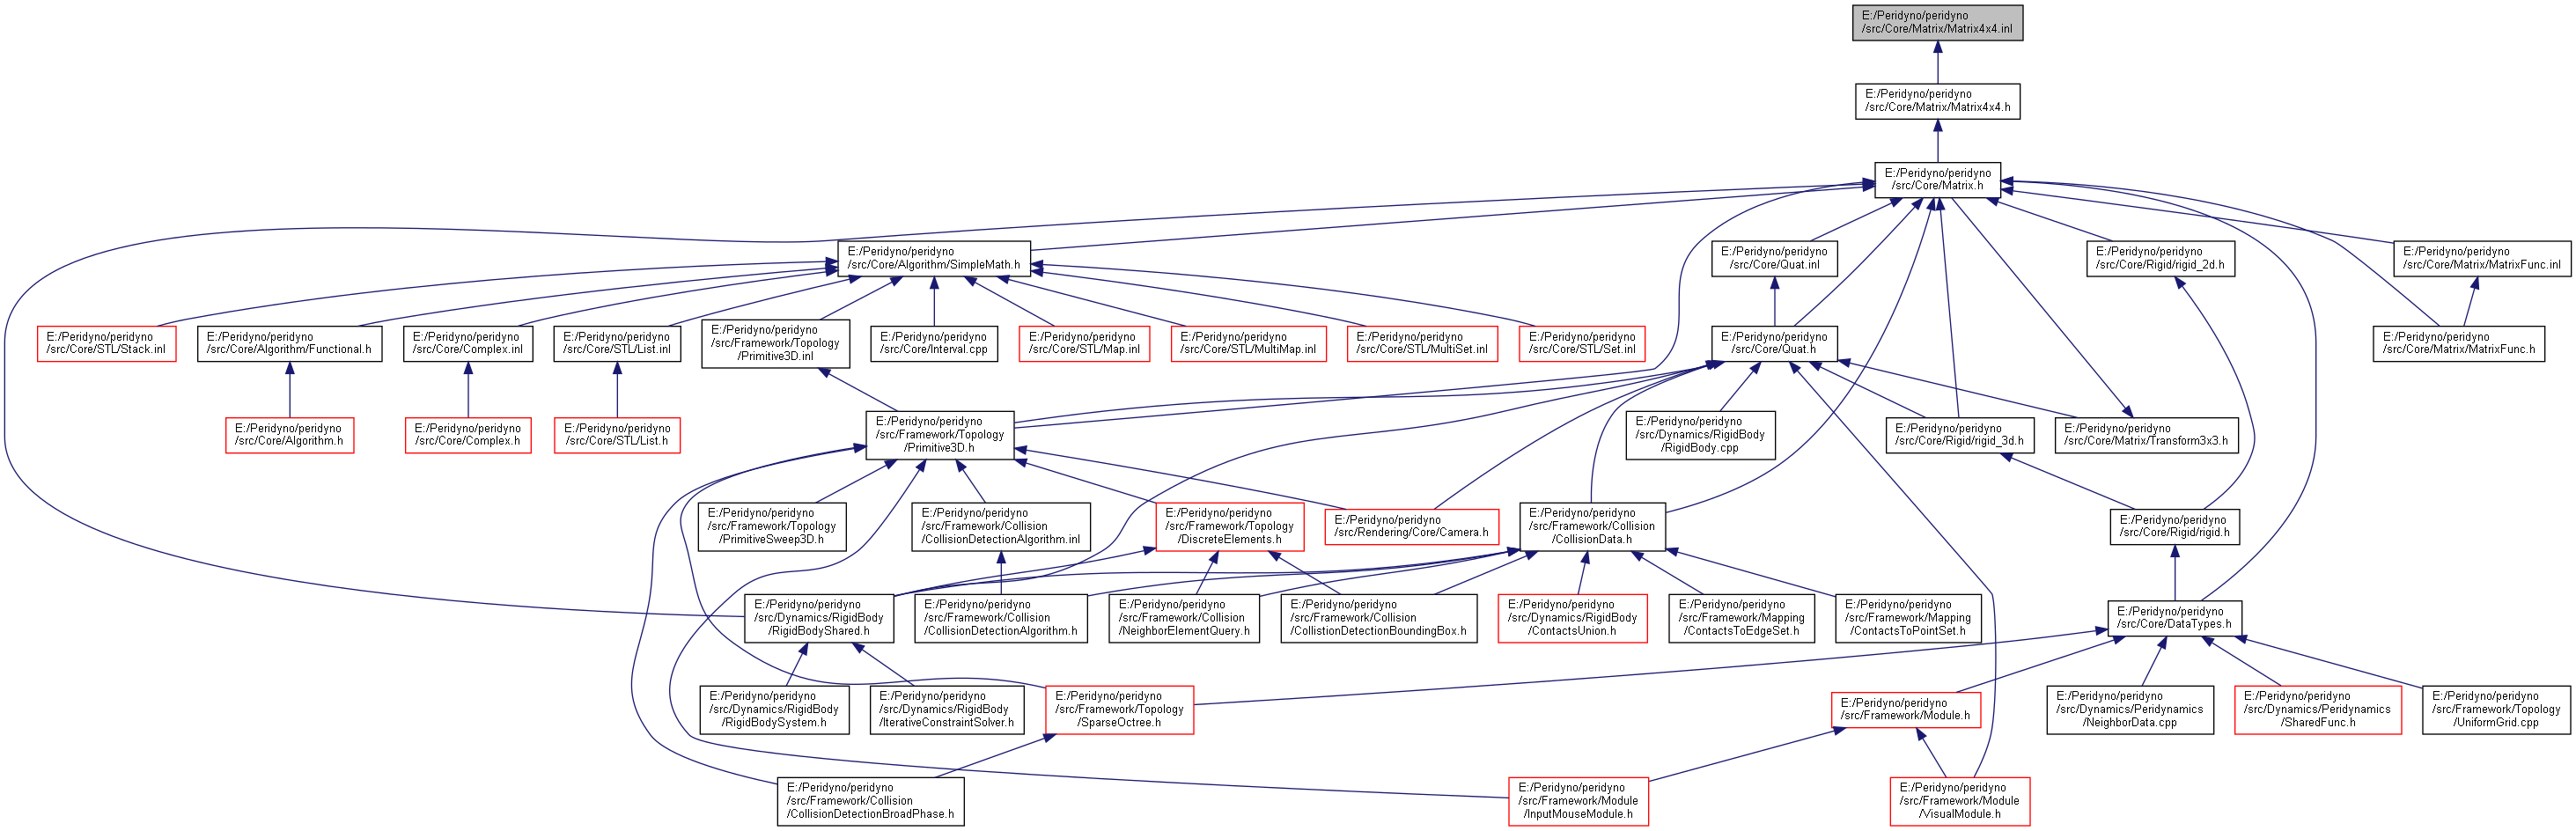 E:/Peridyno/peridyno
/src/Core/Matrix/Matrix4x4.inl
E:/Peridyno/peridyno
/src/Core/Matrix/Matrix4x4.h
E:/Peridyno/peridyno
/src/Core/Matrix.h
E:/Peridyno/peridyno
/src/Core/Algorithm/SimpleMath.h
E:/Peridyno/peridyno
/src/Core/Quat.inl
E:/Peridyno/peridyno
/src/Core/Rigid/rigid_2d.h
E:/Peridyno/peridyno
/src/Core/Matrix/MatrixFunc.inl
E:/Peridyno/peridyno
/src/Core/STL/Stack.inl
E:/Peridyno/peridyno
/src/Core/Algorithm/Functional.h
E:/Peridyno/peridyno
/src/Core/Complex.inl
E:/Peridyno/peridyno
/src/Core/STL/List.inl
E:/Peridyno/peridyno
/src/Framework/Topology
/Primitive3D.inl
E:/Peridyno/peridyno
/src/Core/Interval.cpp
E:/Peridyno/peridyno
/src/Core/STL/Map.inl
E:/Peridyno/peridyno
/src/Core/STL/MultiMap.inl
E:/Peridyno/peridyno
/src/Core/STL/MultiSet.inl
E:/Peridyno/peridyno
/src/Core/STL/Set.inl
E:/Peridyno/peridyno
/src/Core/Quat.h
E:/Peridyno/peridyno
/src/Core/Matrix/MatrixFunc.h
E:/Peridyno/peridyno
/src/Core/Algorithm.h
E:/Peridyno/peridyno
/src/Core/Complex.h
E:/Peridyno/peridyno
/src/Core/STL/List.h
E:/Peridyno/peridyno
/src/Framework/Topology
/Primitive3D.h
E:/Peridyno/peridyno
/src/Dynamics/RigidBody
/RigidBody.cpp
E:/Peridyno/peridyno
/src/Core/Rigid/rigid_3d.h
E:/Peridyno/peridyno
/src/Core/Matrix/Transform3x3.h
E:/Peridyno/peridyno
/src/Framework/Topology
/PrimitiveSweep3D.h
E:/Peridyno/peridyno
/src/Framework/Collision
/CollisionDetectionAlgorithm.inl
E:/Peridyno/peridyno
/src/Framework/Topology
/DiscreteElements.h
E:/Peridyno/peridyno
/src/Rendering/Core/Camera.h
E:/Peridyno/peridyno
/src/Framework/Collision
/CollisionData.h
E:/Peridyno/peridyno
/src/Core/Rigid/rigid.h
E:/Peridyno/peridyno
/src/Dynamics/RigidBody
/RigidBodyShared.h
E:/Peridyno/peridyno
/src/Framework/Collision
/CollisionDetectionAlgorithm.h
E:/Peridyno/peridyno
/src/Framework/Collision
/NeighborElementQuery.h
E:/Peridyno/peridyno
/src/Framework/Collision
/CollistionDetectionBoundingBox.h
E:/Peridyno/peridyno
/src/Dynamics/RigidBody
/ContactsUnion.h
E:/Peridyno/peridyno
/src/Framework/Mapping
/ContactsToEdgeSet.h
E:/Peridyno/peridyno
/src/Framework/Mapping
/ContactsToPointSet.h
E:/Peridyno/peridyno
/src/Core/DataTypes.h
E:/Peridyno/peridyno
/src/Dynamics/RigidBody
/RigidBodySystem.h
E:/Peridyno/peridyno
/src/Dynamics/RigidBody
/IterativeConstraintSolver.h
E:/Peridyno/peridyno
/src/Framework/Topology
/SparseOctree.h
E:/Peridyno/peridyno
/src/Framework/Module.h
E:/Peridyno/peridyno
/src/Dynamics/Peridynamics
/NeighborData.cpp
E:/Peridyno/peridyno
/src/Dynamics/Peridynamics
/SharedFunc.h
E:/Peridyno/peridyno
/src/Framework/Topology
/UniformGrid.cpp
E:/Peridyno/peridyno
/src/Framework/Collision
/CollisionDetectionBroadPhase.h
E:/Peridyno/peridyno
/src/Framework/Module
/InputMouseModule.h
E:/Peridyno/peridyno
/src/Framework/Module
/VisualModule.h